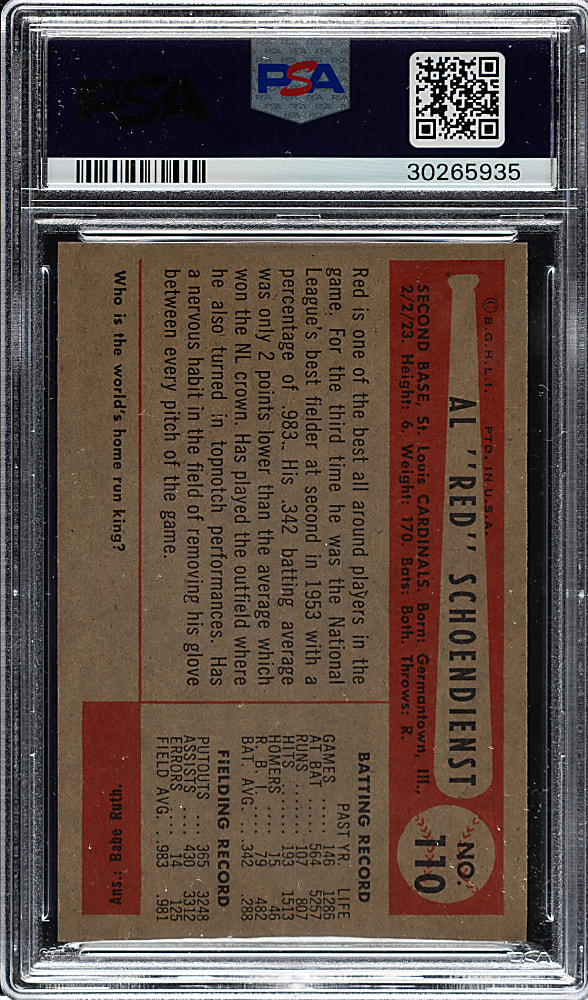 PSA
PSA
30265935
© B.G.H.L.I. PTD. IN U.S.A.
AL "RED" SCHOENDIENST
NO. 110
SECOND BASE, St. Louis CARDINALS. Born: Germantown, Ill.,
2/2/23. Height: 6. Weight: 170. Bats: Both. Throws: R.
Red is one of the best all around players in the
game. For the third time he was the National
League's best fielder at second in 1953 with a
percentage of .983. His .342 batting average
was only 2 points lower than the average which
won the NL crown. Has played the outfield where
he also turned in topnotch performances. Has
a nervous habit in the field of removing his glove
between every pitch of the game.
BATTING RECORD
PAST YR. LIFE
GAMES ..... 146 1286
AT BAT .... 564 5257
RUNS ...... 107 807
HITS ....... 193 1513
HOMERS .... 15 46
R. B. I. .... 79 482
BAT. AVG. .. .342 .288
FIELDING RECORD
PUTOUTS ... 365 3248
ASSISTS .... 430 3312
ERRORS .... 14 125
FIELD AVG. . .983 .981
Who is the world's home run king?
Ans.: Babe Ruth.
PSA